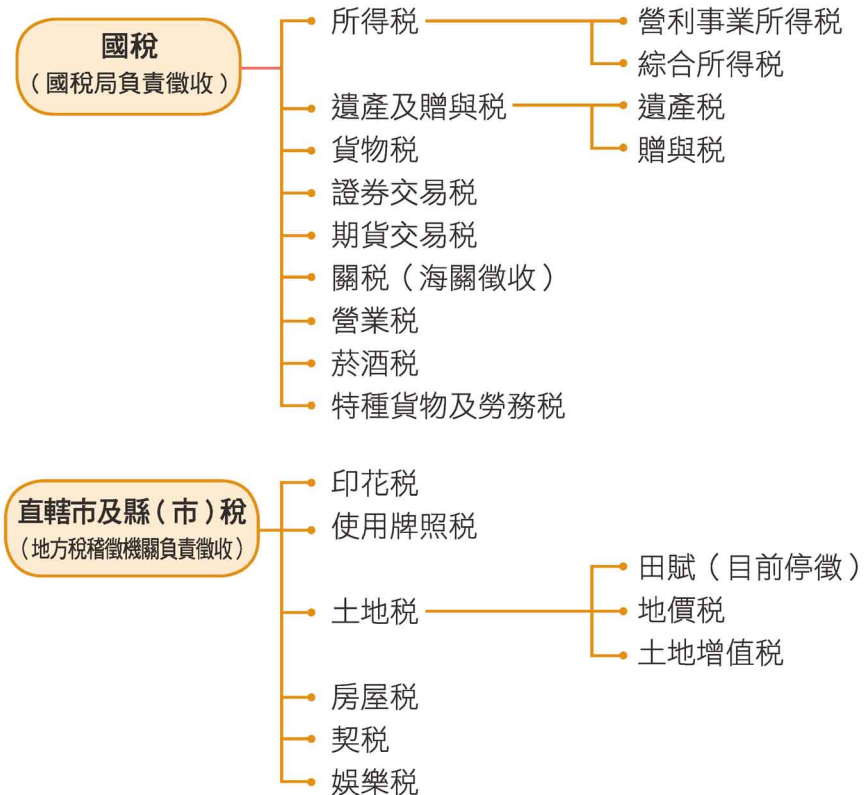 國稅
（國稅局負責徵收）
所得稅
營利事業所得稅
綜合所得稅
遺產及贈與稅
遺產稅
贈與稅
貨物稅
證券交易稅
期貨交易稅
關稅（海關徵收）
營業稅
菸酒稅
特種貨物及勞務稅
直轄市及縣（市）稅
（地方稅稽徵機關負責徵收）
印花稅
使用牌照稅
土地稅
田賦（目前停徵）
地價稅
土地增值稅
房屋稅
契稅
娛樂稅